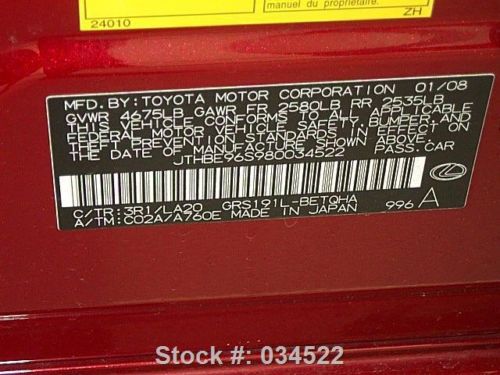 manuel du propriétaire.
24010
ZH
MFD. BY: TOYOTA MOTOR CORPORATION 01/08
GVWR 4675LB GAWR FR 2580LB RR 2535LB
THIS VEHICLE CONFORMS TO ALL APPLICABLE
FEDERAL MOTOR VEHICLE SAFETY, BUMPER, AND
THEFT PREVENTION STANDARDS IN EFFECT ON
THE DATE OF MANUFACTURE SHOWN ABOVE.
JTHBE96S980034522 PASS-CAR
C/TR: 3R1/LA20 GRS191L-BETQHA
A/TM: C02A/A760E MADE IN JAPAN 996 A
Stock #: 034522